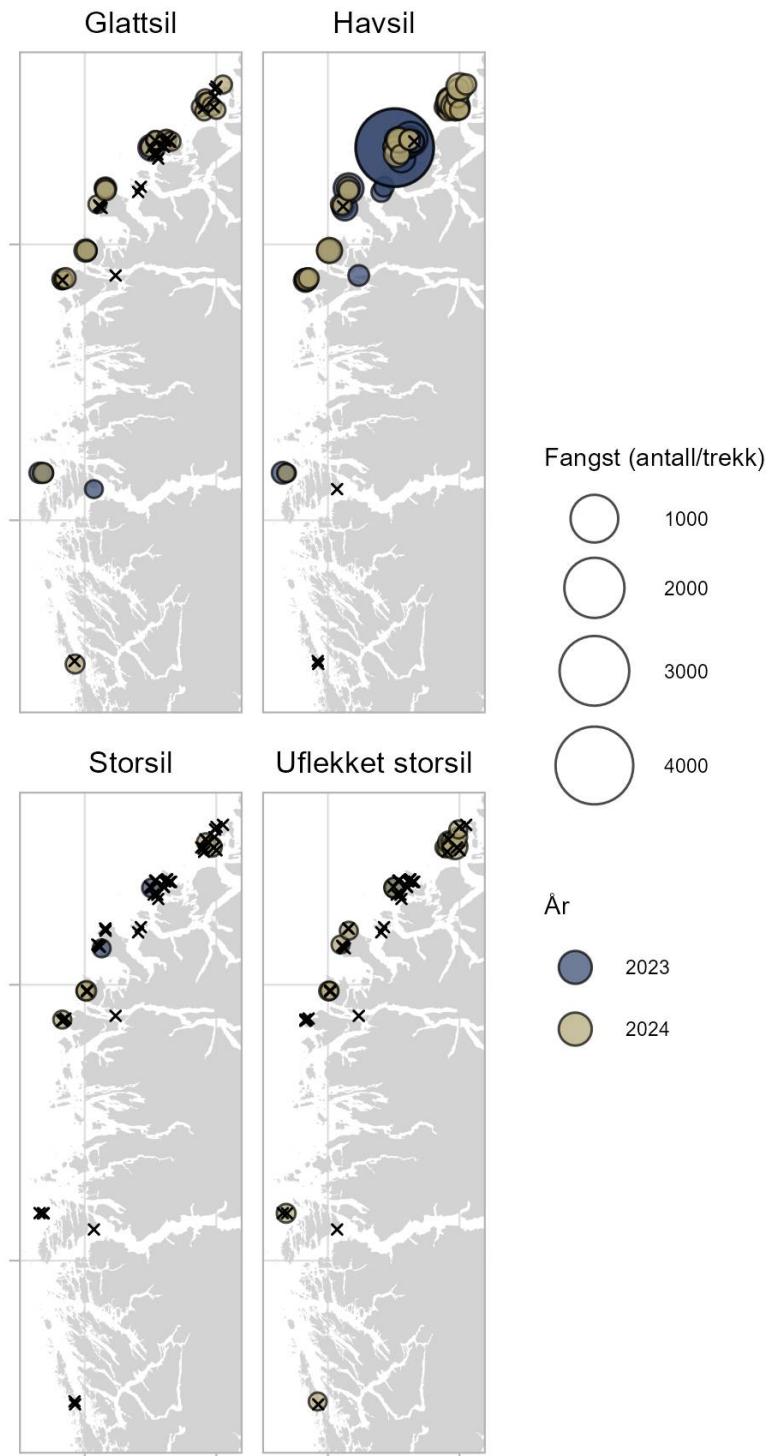 Glattsil
Havsil
Storsil
Uflekket storsil
Fangst (antall/trekk)
1000
2000
3000
4000
År
2023
2024